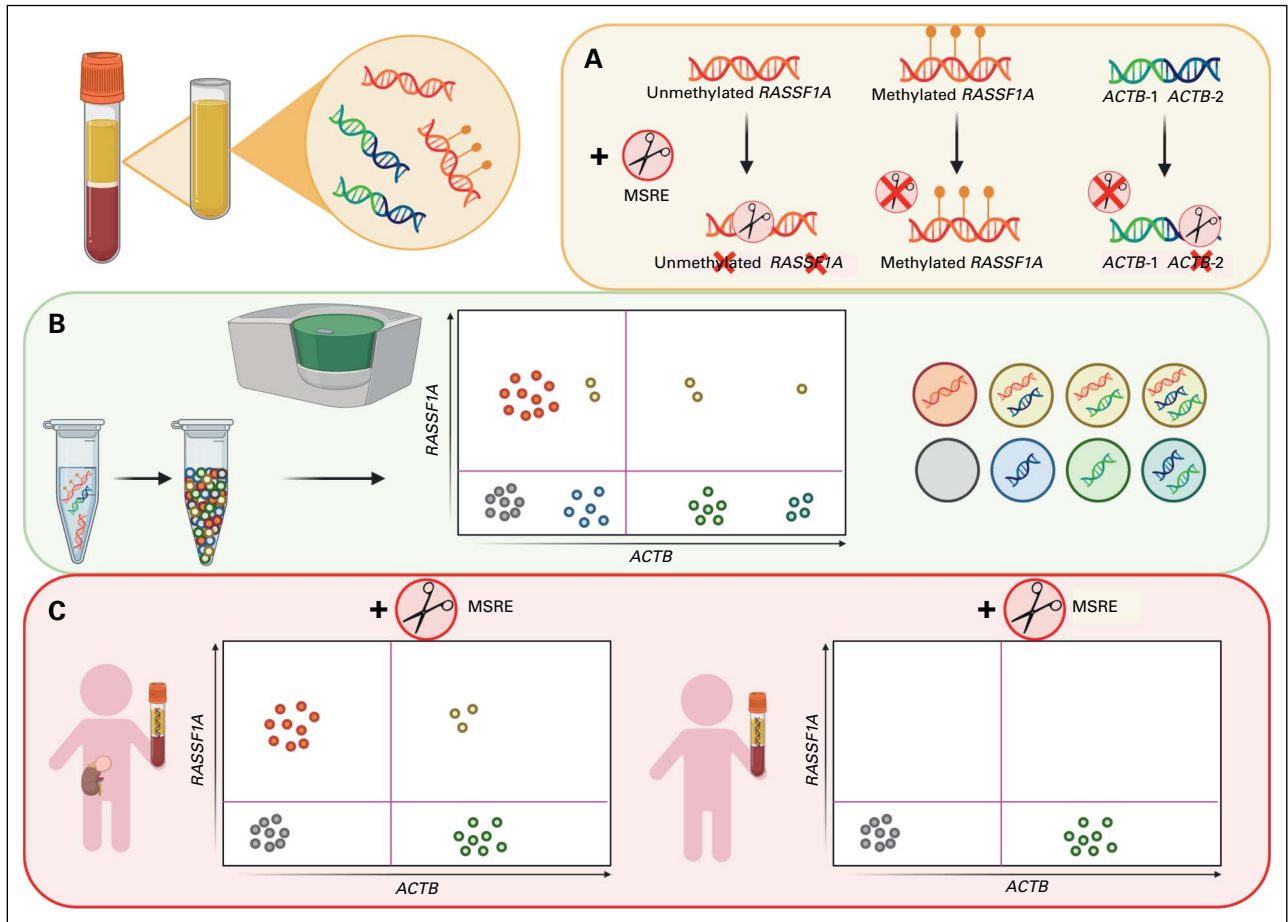 A
Unmethylated RASSF1A
Methylated RASSF1A
ACTB-1 ACTB-2
+
MSRE
Unmethylated RASSF1A
Methylated RASSF1A
ACTB-1 ACTB-2
B
RASSF1A
ACTB
C
+
MSRE
RASSF1A
ACTB
+
MSRE
RASSF1A
ACTB